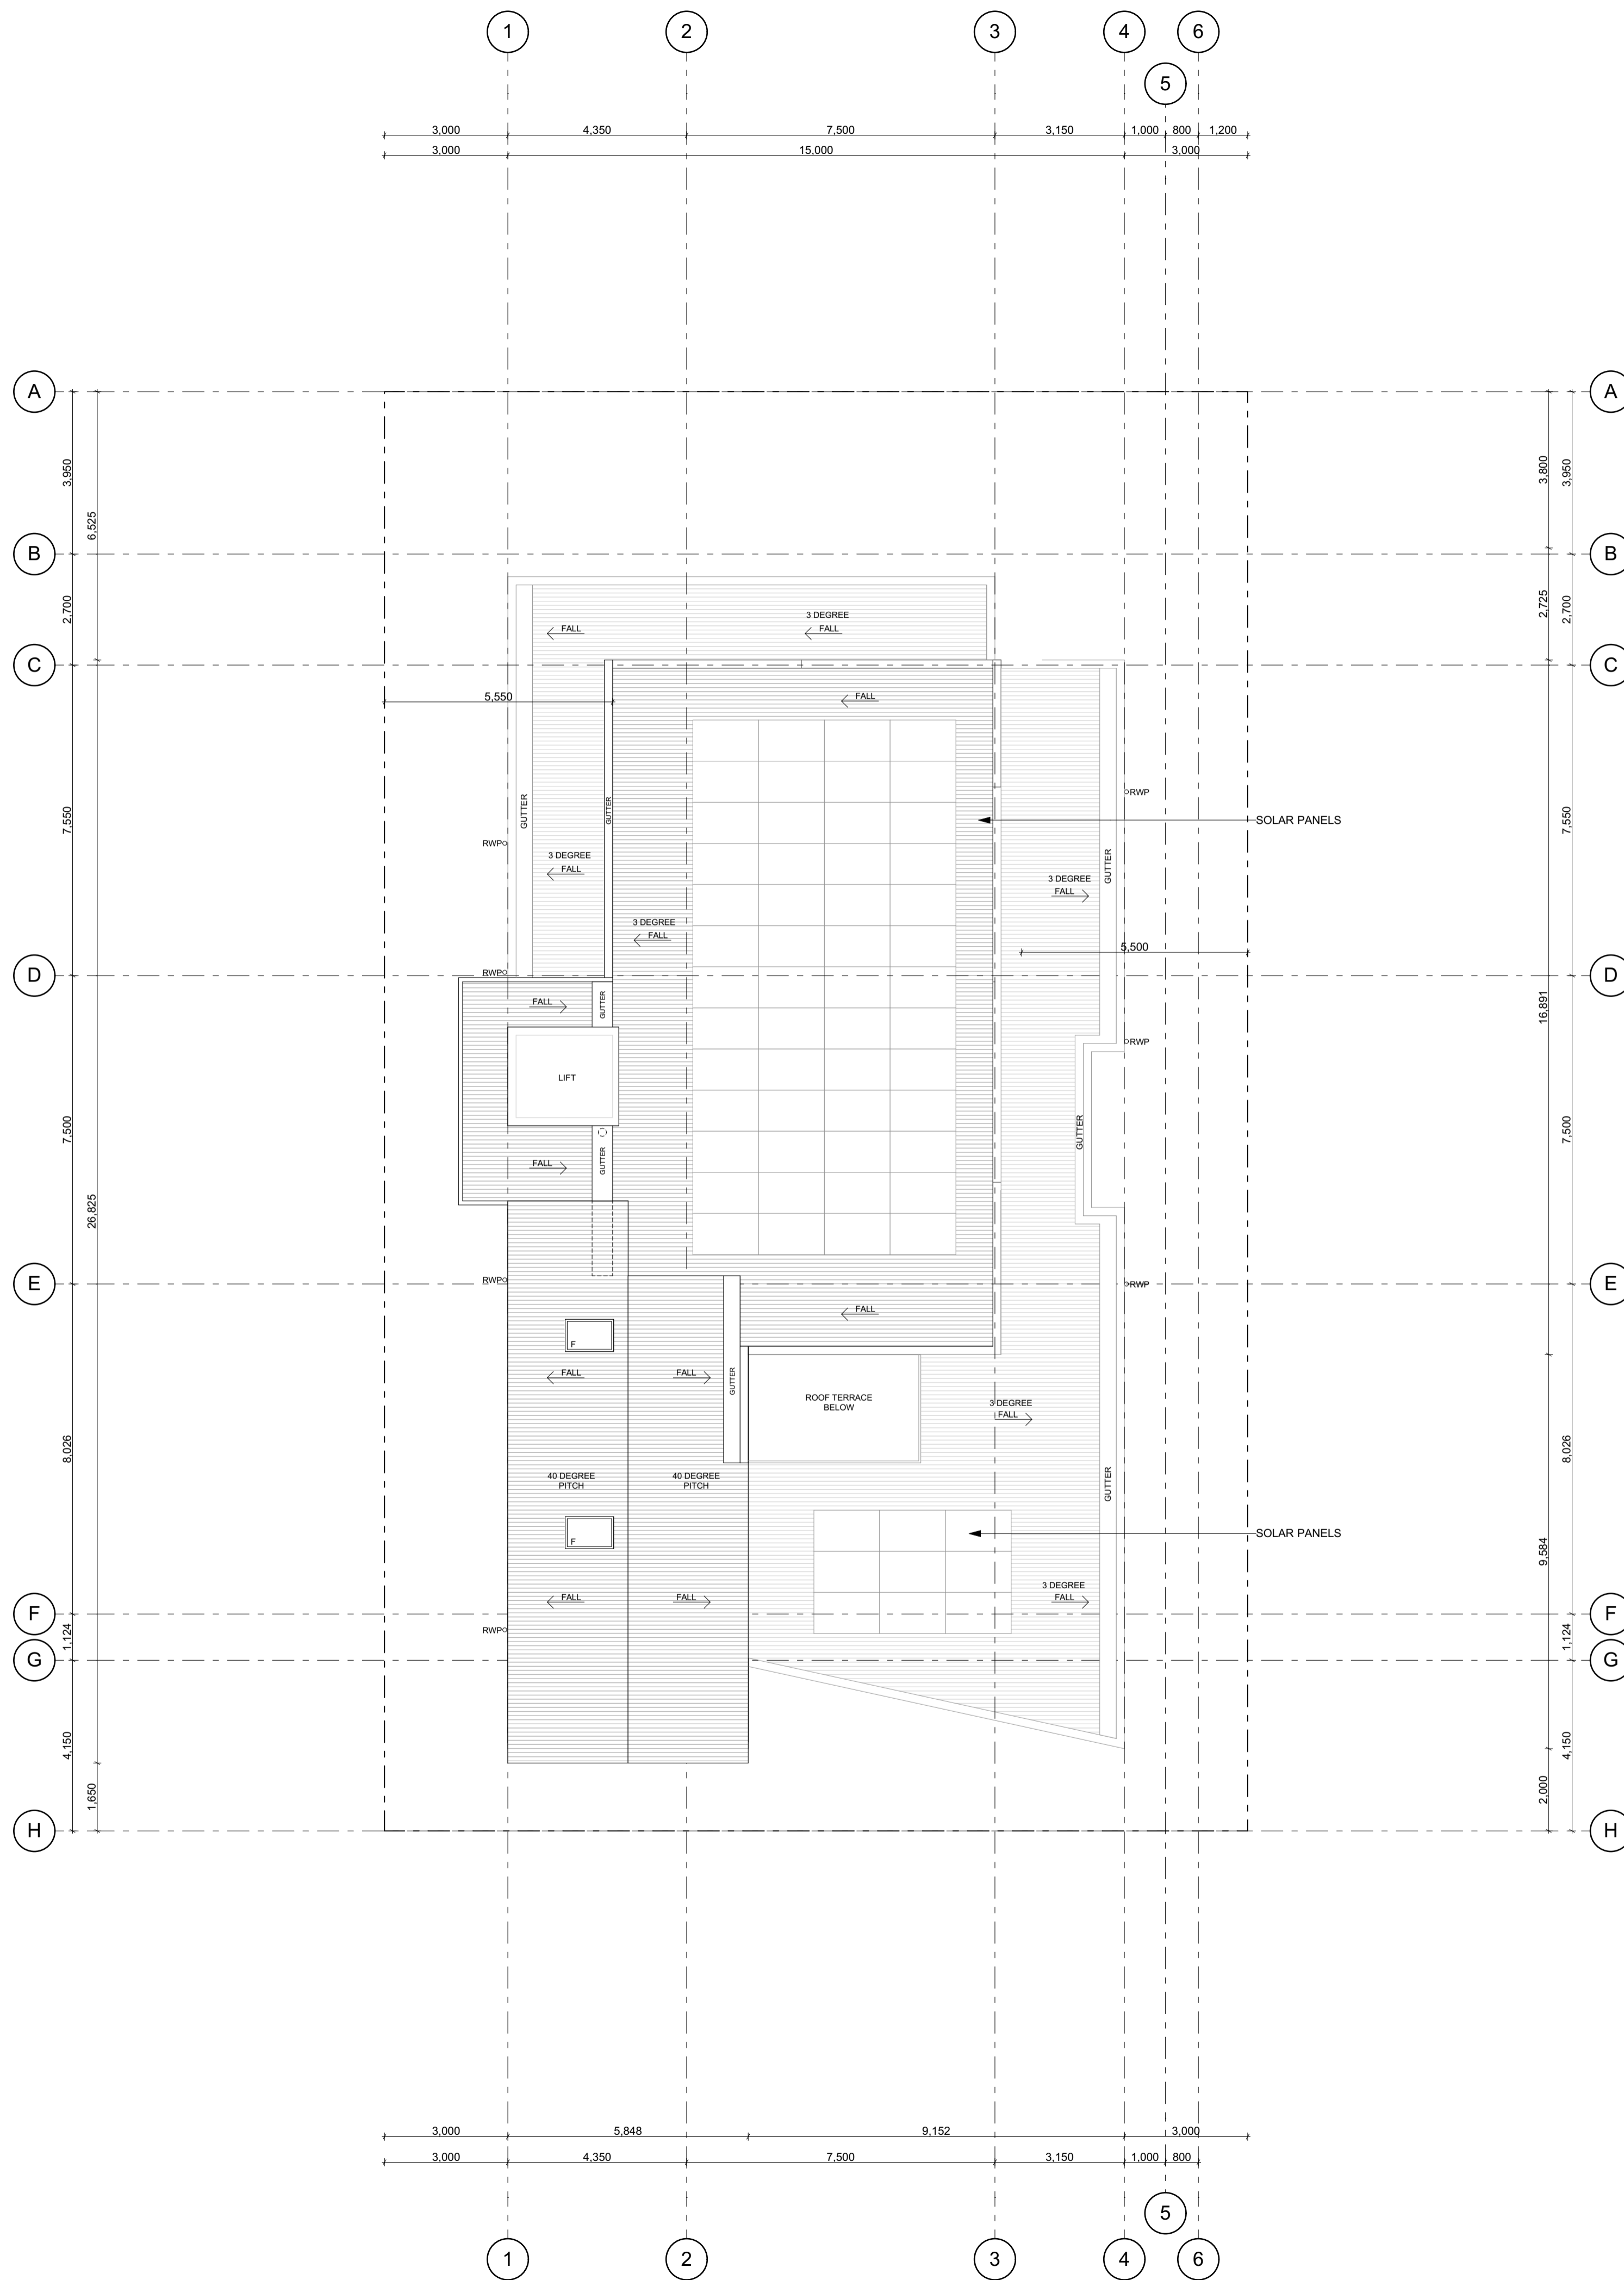 1
2
3
4
6
5
3,000
4,350
7,500
3,150
1,000
800
1,200
3,000
15,000
3,000
A
A
3,950
6,525
3,800
3,950
B
B
2,700
2,725
2,700
3 DEGREE
FALL
FALL
C
C
5,550
FALL
7,550
GUTTER
GUTTER
RWP
SOLAR PANELS
7,550
RWP
3 DEGREE
FALL
GUTTER
3 DEGREE
FALL
3 DEGREE
FALL
5,500
D
RWP
D
FALL
GUTTER
16,891
RWP
LIFT
7,500
GUTTER
7,500
FALL
GUTTER
26,825
E
RWP
RWP
E
FALL
F
FALL
FALL
GUTTER
ROOF TERRACE
BELOW
3 DEGREE
FALL
8,026
8,026
40 DEGREE
PITCH
40 DEGREE
PITCH
GUTTER
F
SOLAR PANELS
9,584
3 DEGREE
FALL
FALL
FALL
F
F
RWP
1,124
1,124
G
G
4,150
4,150
1,650
2,000
H
H
3,000
5,848
9,152
3,000
3,000
4,350
7,500
3,150
1,000
800
5
1
2
3
4
6